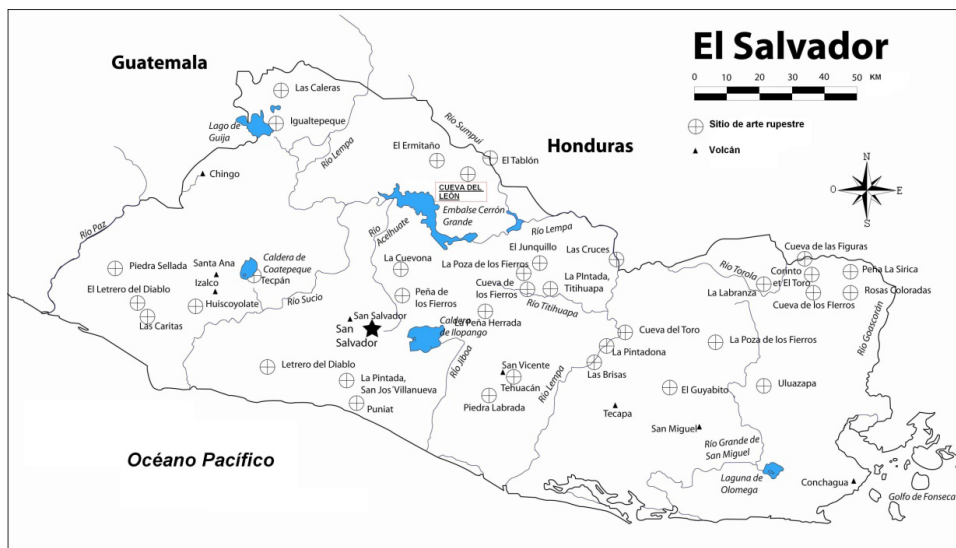 El Salvador
0 10 20 30 40 50 KM
Sitio de arte rupestre
Volcán
N
O
E
S
Guatemala
Honduras
Océano Pacífico
Las Caleras
Igualtepeque
Lago de
Guija
Río Lempa
Río Sumpul
El Ermitaño
El Tablón
CUEVA DEL
LEÓN
Embalse Cerrón
Grande
Chingo
Río Paz
Río
Acelhuate
Río Lempa
Piedra Sellada
Santa Ana
Izalco
Caldera de
Coatepeque
Tecpán
El Letrero del Diablo
Las Caritas
Huiscoyolate
Río Sucio
La Cuevona
Peña de
los Fierros
El Junquillo
La Poza de los Fierros
Cueva de
los Fierros
La PIntada,
Titihuapa
Las Cruces
Río Titihuapa
San Salvador
San
Salvador
Caldera
de Ilopango
La Peña Herrada
Río Jiboa
San Vicente
Tehuacán
Piedra Labrada
Río Lempa
Letrero del Diablo
La Pintada,
San Jos´Villanueva
Puniat
Cueva de las Figuras
Río Torola
Corinto
et El Toro
Peña La Sirica
La Labranza
Cueva de los FIerros
Rosas Coloradas
Río Goascorán
Cueva del Toro
La Pintadona
Las Brisas
La Poza de los Fierros
El Guyabito
Uluazapa
Tecapa
San Miguel
Río Grande de
San Miguel
Laguna de
Olomega
Conchagua
Golfo de Fonseca